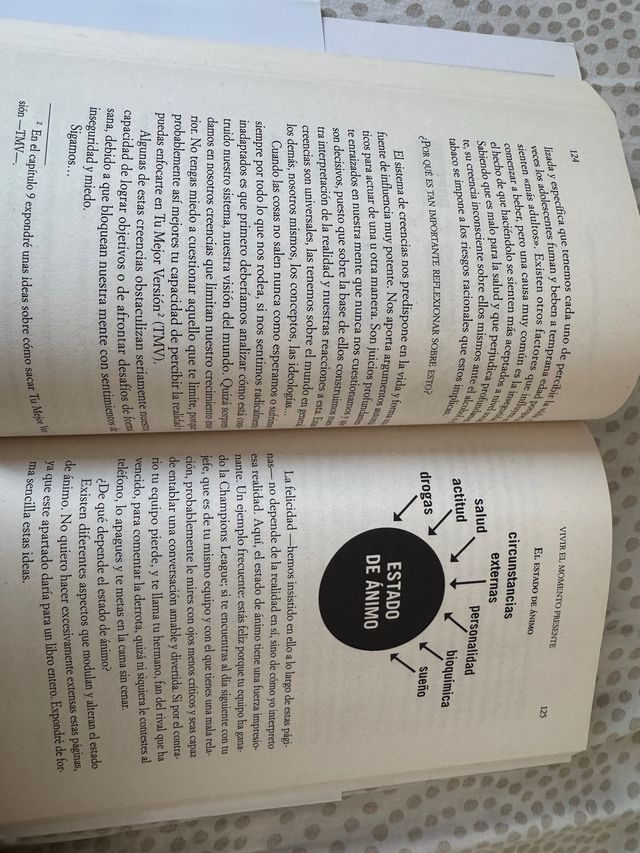 124
lizada y específica que tenemos cada uno de percibir la
veces los adolescentes fuman y beben a temprana edad
sienten «más adultos». Existen otros factores que
comenzar a beber, pero una causa muy común es la
el hecho de que haciéndolo se sienten más aceptados
Sabiendo que es malo para la salud y que perjudica a nivel
te, su creencia inconsciente sobre ellos mismos ante el
tabaco se impone a los riesgos racionales que estos implican
¿POR QUÉ ES TAN IMPORTANTE REFLEXIONAR SOBRE ESTO?
El sistema de creencias nos predispone en la vida y
fuente de influencia muy potente. Nos aporta argumentos
ticos para actuar de una u otra manera. Son juicios
te enraizados en nuestra mente que nunca nos cuestionamos y
son decisivos, puesto que sobre la base de ellos construimos
tra interpretación de la realidad y nuestras reacciones a esta.
creencias son universales, las tenemos sobre el mundo en
los demás, nosotros mismos, los conceptos, las ideologías...
Cuando las cosas no salen nunca como esperamos o
siempre por todo lo que nos rodea, si nos sentimos radicalmente
inadaptados es que primero deberíamos analizar cómo está
truido nuestro sistema, nuestra visión del mundo. Quizá
damos en nosotros creencias que limitan nuestro crecimiento
rior. No tengas miedo a cuestionar aquello que te limite,
probablemente así mejores tu capacidad de percibir la realidad
puedas enfocarte en Tu Mejor Versión² (TMV).
Algunas de estas creencias obstaculizan seriamente
capacidad de lograr objetivos o de afrontar desafíos de
sana, debido a que bloquean nuestra mente con sentimientos
inseguridad y miedo.
Sigamos...
² En el capítulo 9 expondré unas ideas sobre cómo sacar Tu Mejor
sión —TMV—.
VIVIR EL MOMENTO PRESENTE
125
EL ESTADO DE ÁNIMO
circunstancias
externas
salud
personalidad
actitud
bioquímica
drogas
sueño
ESTADO
DE ÁNIMO
La felicidad —hemos insistido en ello a lo largo de estas pági-
nas— no depende de la realidad en sí, sino de cómo yo interpreto
esa realidad. Aquí, el estado de ánimo tiene una fuerza impresio-
nante. Un ejemplo frecuente: estás feliz porque tu equipo ha gana-
do la Champions League; si te encuentras al día siguiente con tu
jefe, que es de tu mismo equipo y con el que tienes una mala rela-
ción, probablemente le mires con ojos menos críticos y seas capaz
de entablar una conversación amable y divertida. Si por el contra-
rio tu equipo pierde, y te llama tu hermano, fan del rival que ha
vencido, para comentar la derrota, quizá ni siquiera le contestes al
teléfono, lo apagues y te metas en la cama sin cenar.
¿De qué depende el estado de ánimo?
Existen diferentes aspectos que modulan y alteran el estado
de ánimo. No quiero hacer excesivamente extensas estas páginas,
ya que este apartado daría para un libro entero. Expondré de for-
ma sencilla estas ideas.